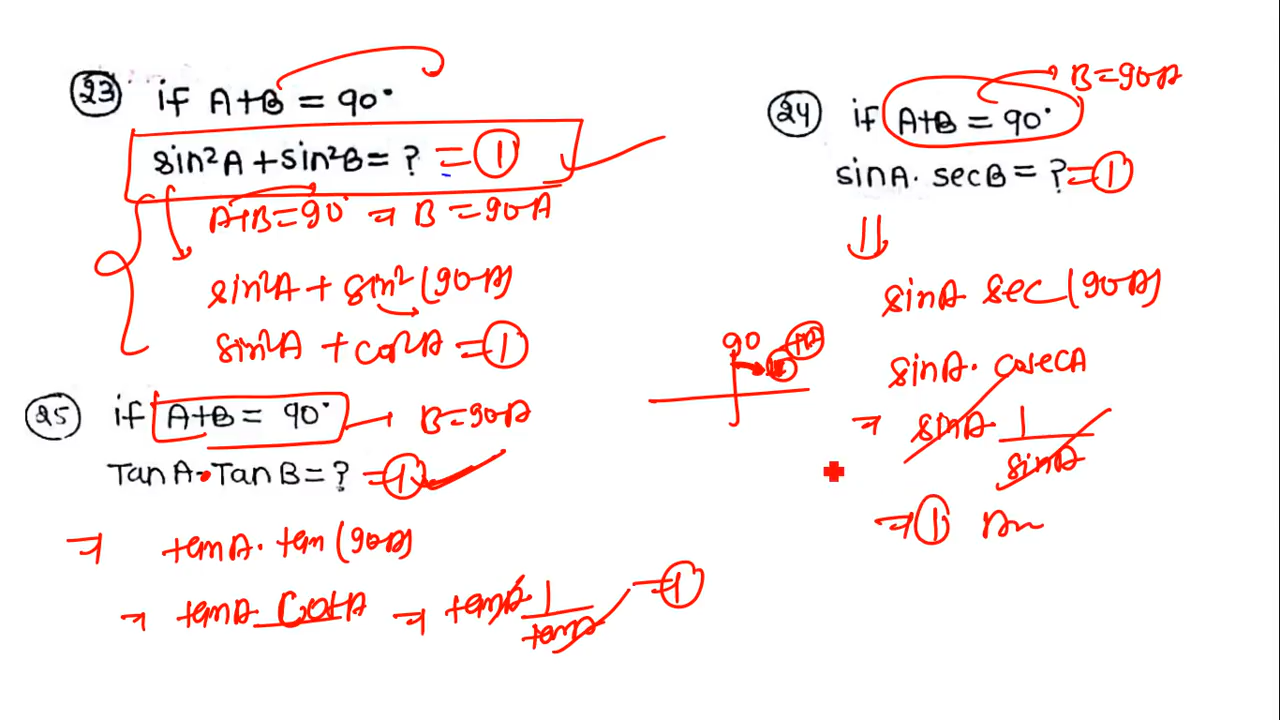 23 if A+B = 90°
sin²A + sin²B = ? = 1
A+B=90° ⇒ B = 90-A
sin²A + sin²(90-A)
sin²A + cos²A = 1
24 if A+B = 90° → B=90-A
sinA. secB = ? = 1
⇓
sinA sec(90-A)
sinA. cosecA
⇒ sinA. 1/sinA
⇒ 1 Ans
90
25 if A+B = 90° → B=90-A
TanA.TanB = ? = 1
⇒ tanA. tan(90-A)
⇒ tanA. CotA ⇒ tanA. 1/tanA = 1